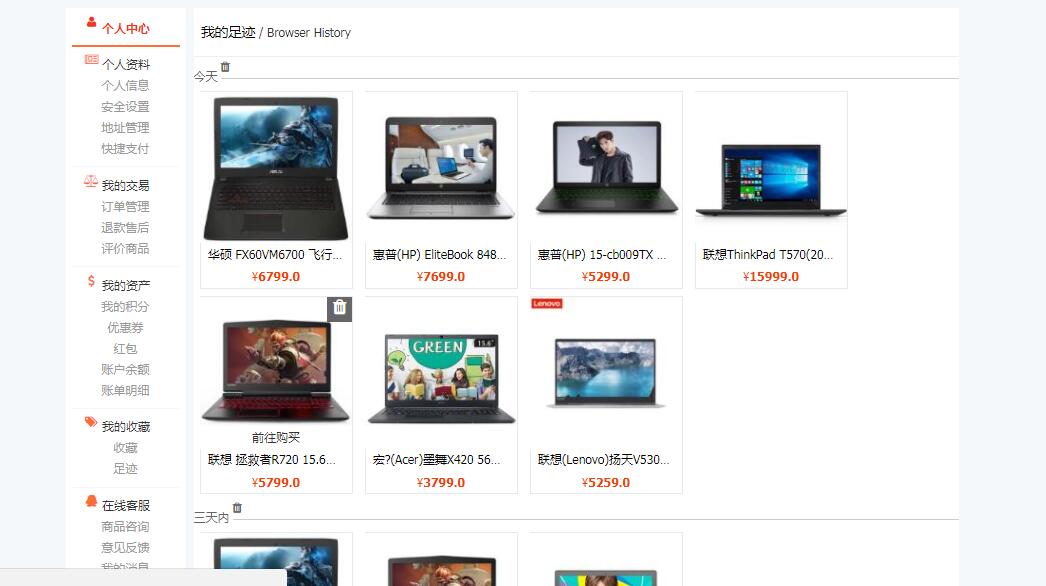 个人中心
个人资料
个人信息
安全设置
地址管理
快捷支付
我的交易
订单管理
退款售后
评价商品
我的资产
我的积分
优惠券
红包
账户余额
账单明细
我的收藏
收藏
足迹
在线客服
商品咨询
意见反馈
我的消息
我的足迹 / Browser History
今天
华硕 FX60VM6700 飞行...
¥6799.0
惠普(HP) EliteBook 848...
¥7699.0
惠普(HP) 15-cb009TX ...
¥5299.0
联想ThinkPad T570(20...
¥15999.0
前往购买
联想 拯救者R720 15.6...
¥5799.0
GREEN
15.6"
宏?(Acer)墨舞X420 56...
¥3799.0
Lenovo
联想(Lenovo)扬天V530...
¥5259.0
三天内